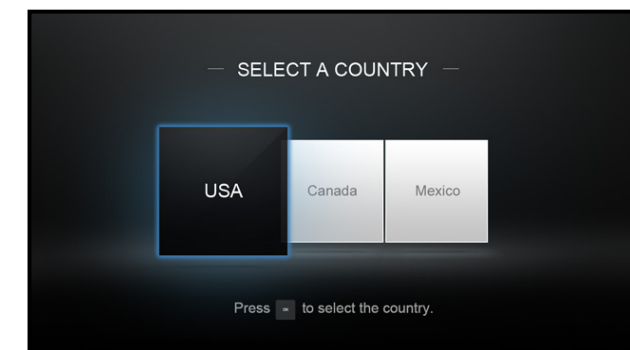 SELECT A COUNTRY
USA Canada Mexico
Press to select the country.